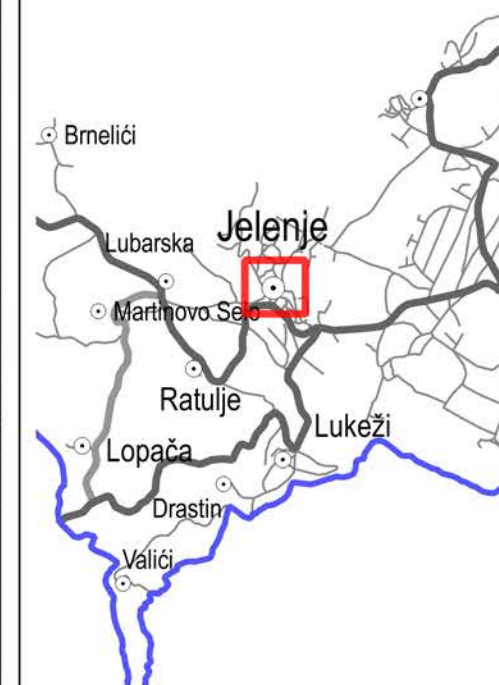 Brnelići
Jelenje
Lubarska
Martinovo Selo
Ratulje
Lukeži
Lopača
Drastin
Valići